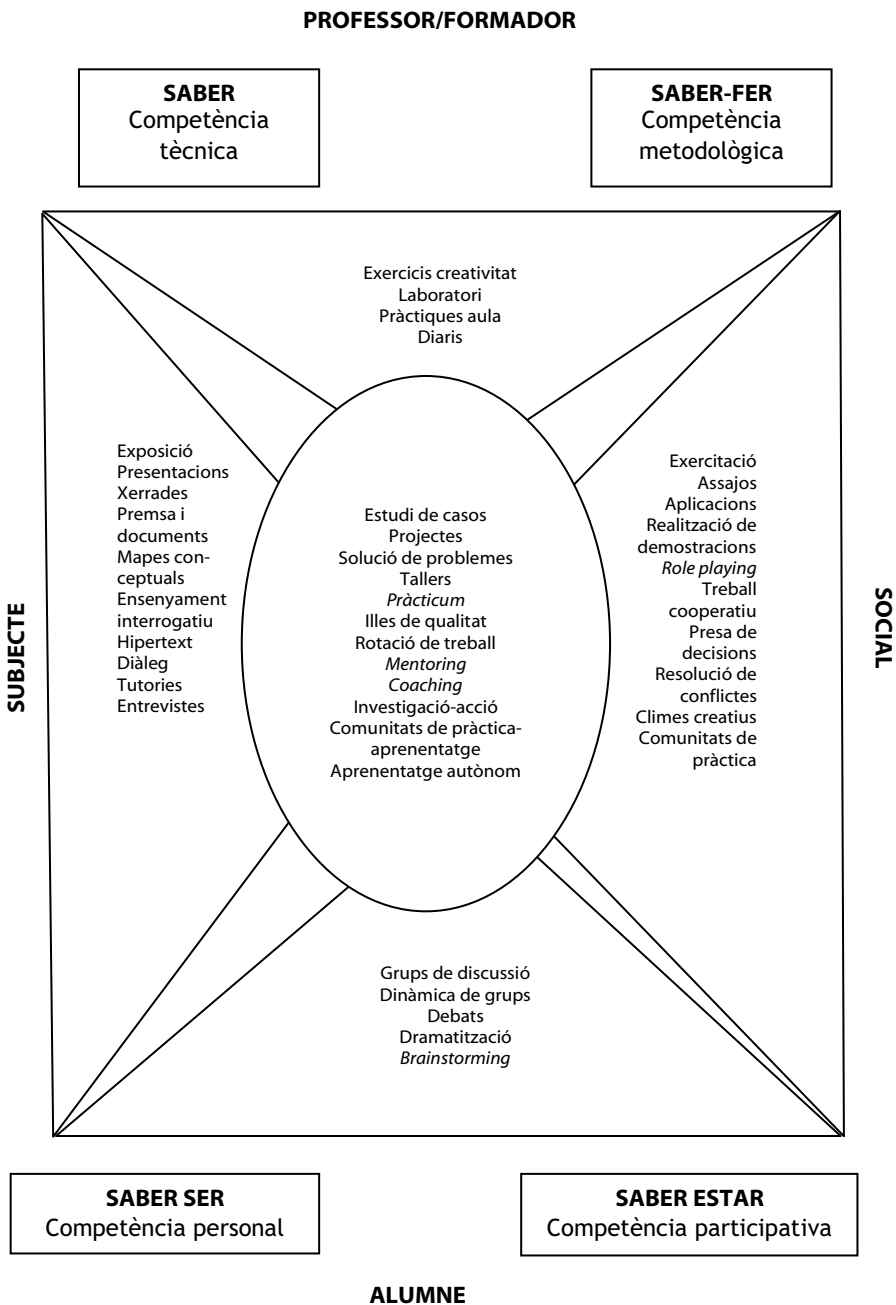 PROFESSOR/FORMADOR
SABER
Competència
tècnica
SABER-FER
Competència
metodològica
Exercicis creativitat
Laboratori
Pràctiques aula
Diaris
SUBJECTE
Exposició
Presentacions
Xerrades
Premsa i
documents
Mapes con-
ceptuals
Ensenyament
interrogatiu
Hipertext
Diàleg
Tutories
Entrevistes
Estudi de casos
Projectes
Solució de problemes
Tallers
Pràcticum
Illes de qualitat
Rotació de treball
Mentoring
Coaching
Investigació-acció
Comunitats de pràctica-
aprenentatge
Aprenentatge autònom
Exercitació
Assajos
Aplicacions
Realització de
demostracions
Role playing
Treball
cooperatiu
Presa de
decisions
Resolució de
conflictes
Climes creatius
Comunitats de
pràctica
SOCIAL
Grups de discussió
Dinàmica de grups
Debats
Dramatització
Brainstorming
SABER SER
Competència personal
SABER ESTAR
Competència participativa
ALUMNE